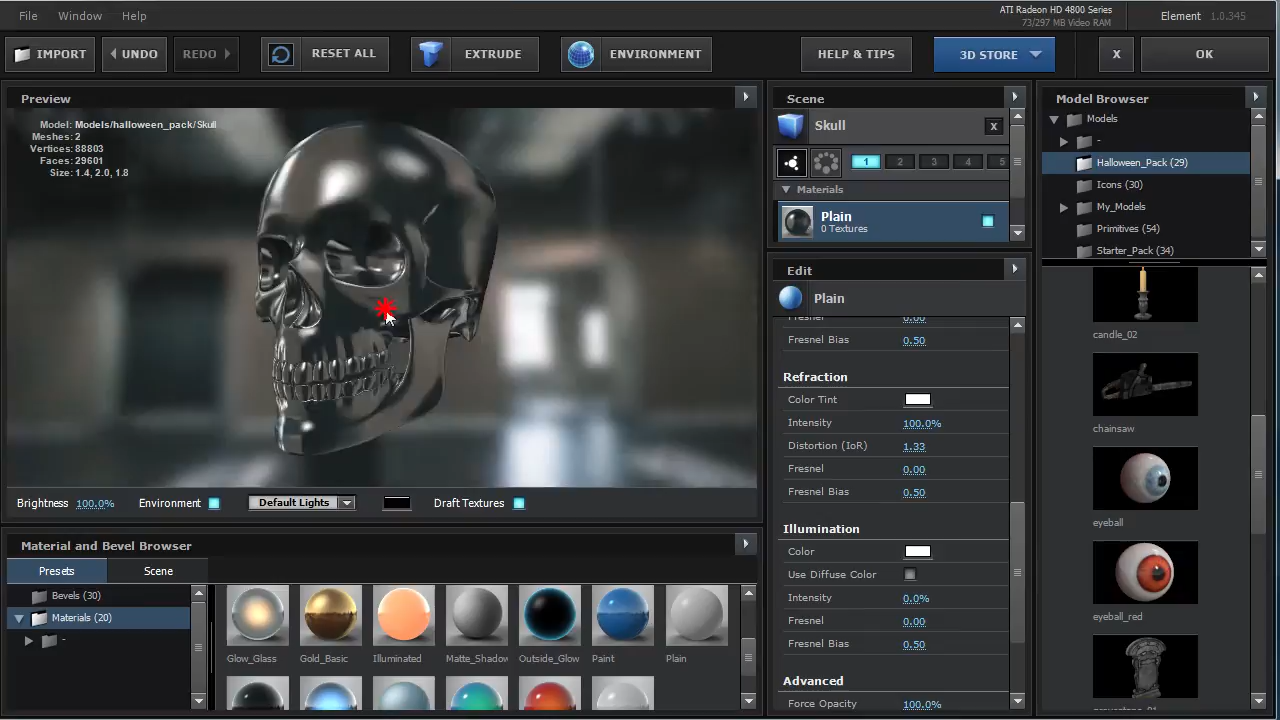 File Window Help
ATI Radeon HD 4800 Series
73/297 MB Video RAM
Element 1.0.345
IMPORT UNDO REDO RESET ALL EXTRUDE ENVIRONMENT HELP & TIPS 3D STORE X OK
Preview
Model: Models/halloween_pack/Skull
Meshes: 2
Vertices: 88803
Faces: 29601
Size: 1.4, 2.0, 1.8
Brightness 100.0% Environment Default Lights Draft Textures
Material and Bevel Browser
Presets Scene
Bevels (30)
Materials (20)
-
Glow_Glass Gold_Basic Illuminated Matte_Shadow Outside_Glow Paint Plain
Scene
Skull X
1 2 3 4 5
Materials
Plain
0 Textures
Edit
Plain
Fresnel 0.00
Fresnel Bias 0.50
Refraction
Color Tint
Intensity 100.0%
Distortion (IoR) 1.33
Fresnel 0.00
Fresnel Bias 0.50
Illumination
Color
Use Diffuse Color
Intensity 0.0%
Fresnel 0.00
Fresnel Bias 0.50
Advanced
Force Opacity 100.0%
Model Browser
Models
-
Halloween_Pack (29)
Icons (30)
My_Models
Primitives (54)
Starter_Pack (34)
candle_02
chainsaw
eyeball
eyeball_red